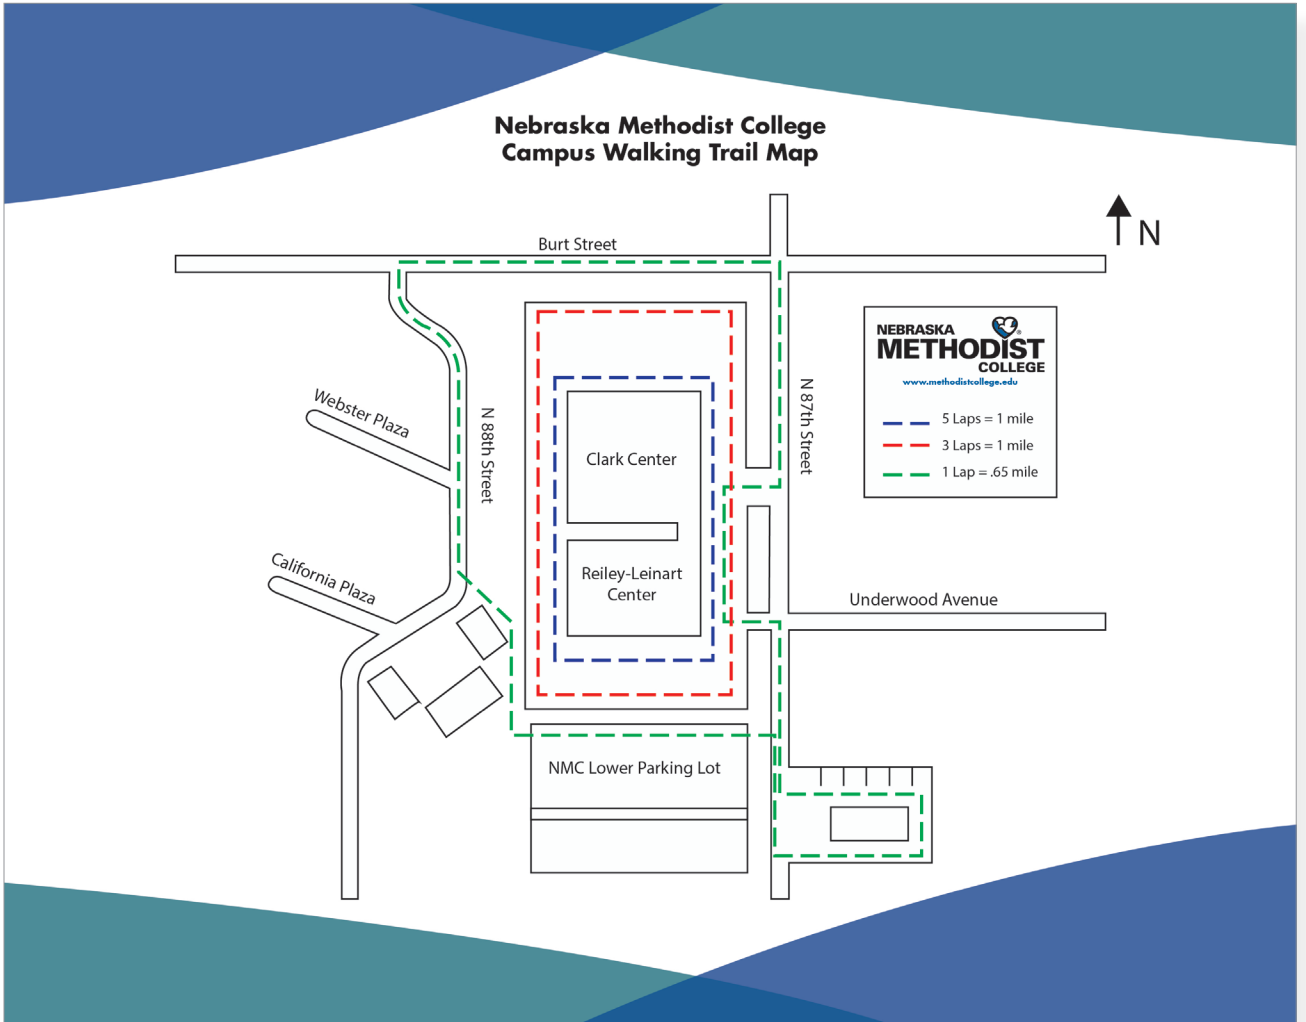 Nebraska Methodist College
Campus Walking Trail Map
N
Burt Street
NEBRASKA
METHODIST
®
COLLEGE
www.methodistcollege.edu
N 87th Street
Webster Plaza
N 88th Street
5 Laps = 1 mile
3 Laps = 1 mile
1 Lap = .65 mile
Clark Center
California Plaza
Reiley-Leinart
Center
Underwood Avenue
NMC Lower Parking Lot